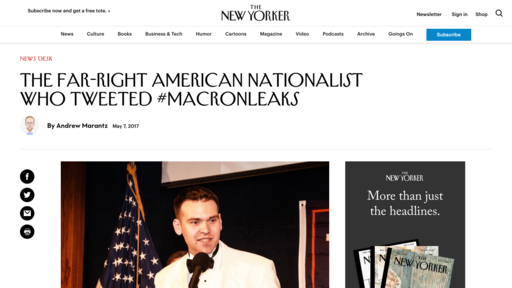 Subscribe now and get a free tote. ›
THE
NEW YORKER
Newsletter Sign in Shop
News Culture Books Business & Tech Humor Cartoons Magazine Video Podcasts Archive Goings On Subscribe
NEWS DESK
THE FAR-RIGHT AMERICAN NATIONALIST
WHO TWEETED #MACRONLEAKS
By Andrew Marantz May 7, 2017
THE
NEW YORKER
More than just
the headlines.
NEW YORKER